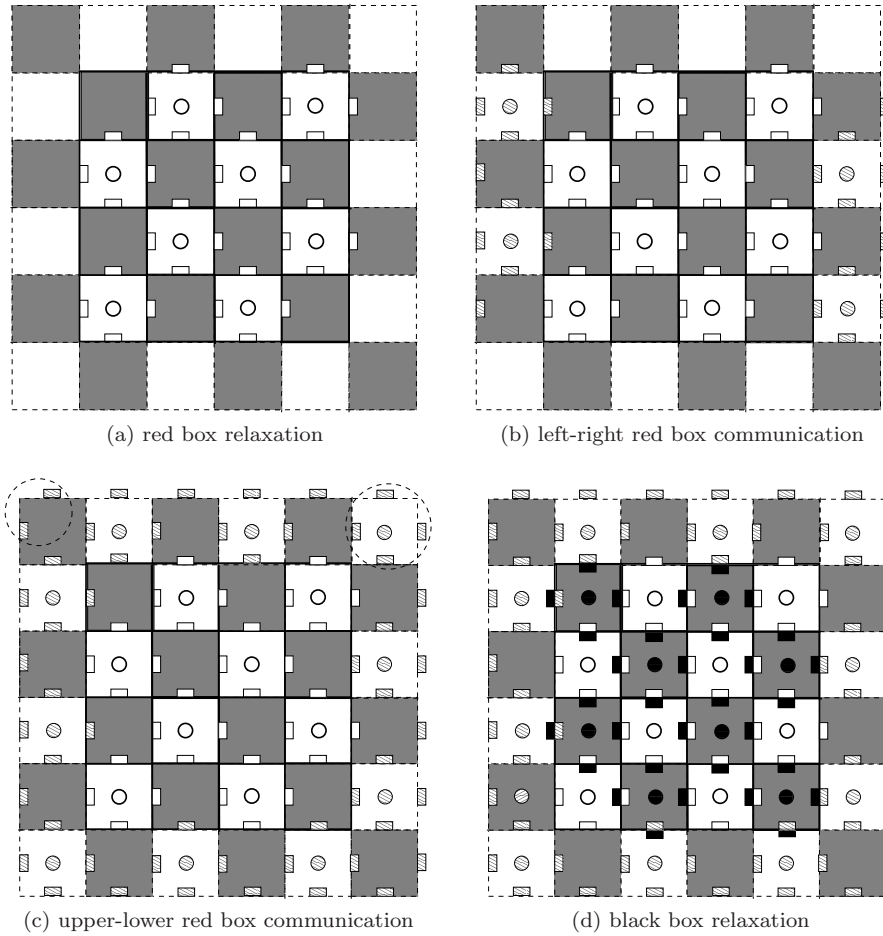 (a) red box relaxation
(b) left-right red box communication
(c) upper-lower red box communication
(d) black box relaxation